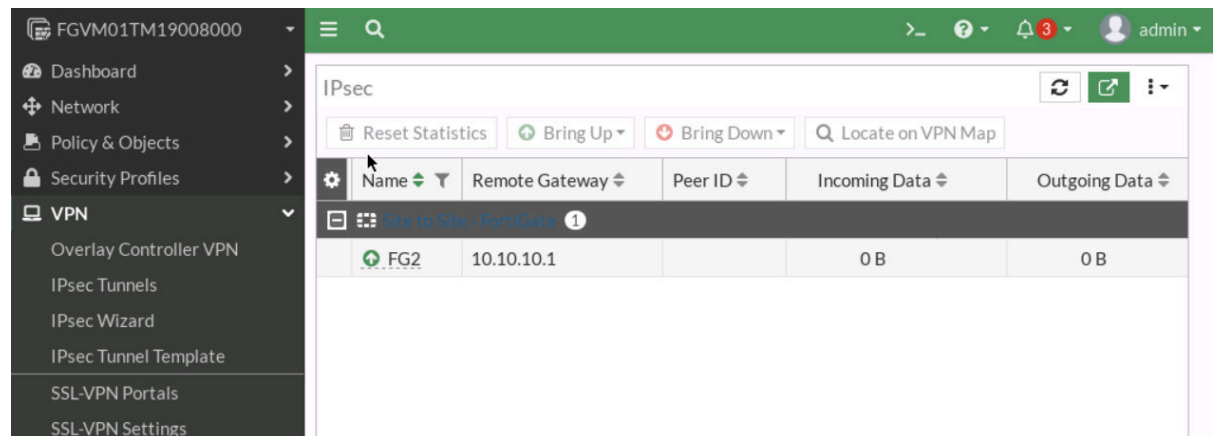 FGVM01TM19008000
3
admin
Dashboard
Network
Policy & Objects
Security Profiles
VPN
Overlay Controller VPN
IPsec Tunnels
IPsec Wizard
IPsec Tunnel Template
SSL-VPN Portals
SSL-VPN Settings
IPsec
Reset Statistics Bring Up Bring Down Locate on VPN Map
Name Remote Gateway Peer ID Incoming Data Outgoing Data
Site to Site - FortiGate 1
FG2 10.10.10.1 0 B 0 B